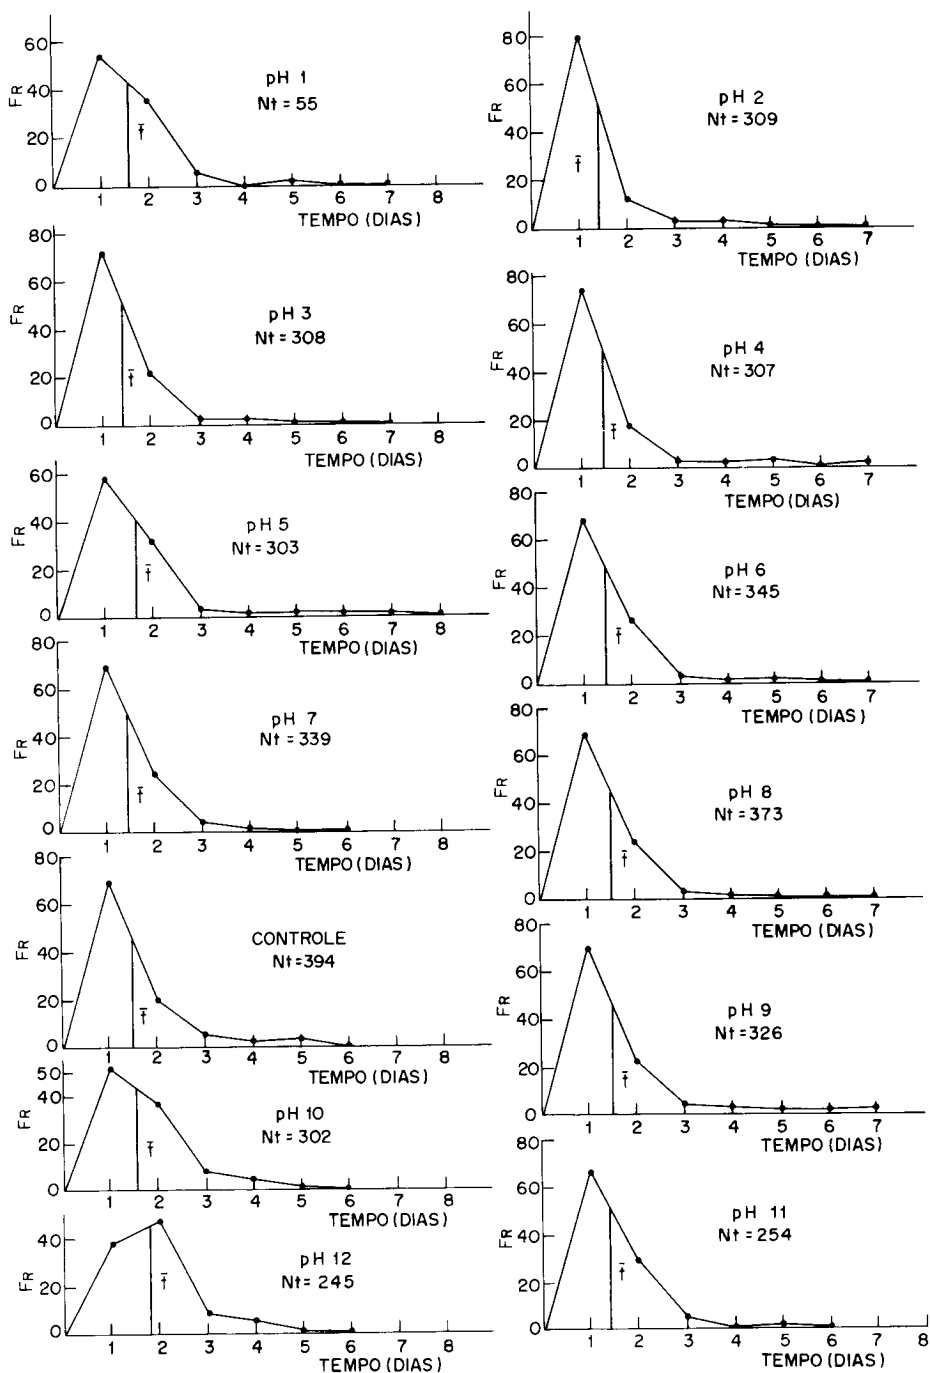 60
40
20
0
FR
pH 1
Nt = 55
t̄
1 2 3 4 5 6 7 8
TEMPO (DIAS)
80
60
40
20
0
FR
pH 2
Nt = 309
t̄
1 2 3 4 5 6 7
TEMPO (DIAS)
80
60
40
20
0
FR
pH 3
Nt = 308
t̄
1 2 3 4 5 6 7 8
TEMPO (DIAS)
80
60
40
20
0
FR
pH 4
Nt = 307
t̄
1 2 3 4 5 6 7
TEMPO (DIAS)
60
40
20
0
FR
pH 5
Nt = 303
t̄
1 2 3 4 5 6 7 8
TEMPO (DIAS)
80
60
40
20
0
FR
pH 6
Nt = 345
t̄
1 2 3 4 5 6 7
TEMPO (DIAS)
80
60
40
20
0
FR
pH 7
Nt = 339
t̄
1 2 3 4 5 6 7 8
TEMPO (DIAS)
80
60
40
20
0
FR
pH 8
Nt = 373
t̄
1 2 3 4 5 6 7
TEMPO (DIAS)
80
60
40
20
0
FR
CONTROLE
Nt = 394
t̄
1 2 3 4 5 6 7 8
TEMPO (DIAS)
80
60
40
20
0
FR
pH 9
Nt = 326
t̄
1 2 3 4 5 6 7
TEMPO (DIAS)
50
40
20
0
FR
pH 10
Nt = 302
t̄
1 2 3 4 5 6 7 8
TEMPO (DIAS)
80
60
40
20
0
FR
pH 11
Nt = 254
t̄
1 2 3 4 5 6 7 8
TEMPO (DIAS)
40
20
0
FR
pH 12
Nt = 245
t̄
1 2 3 4 5 6 7 8
TEMPO (DIAS)